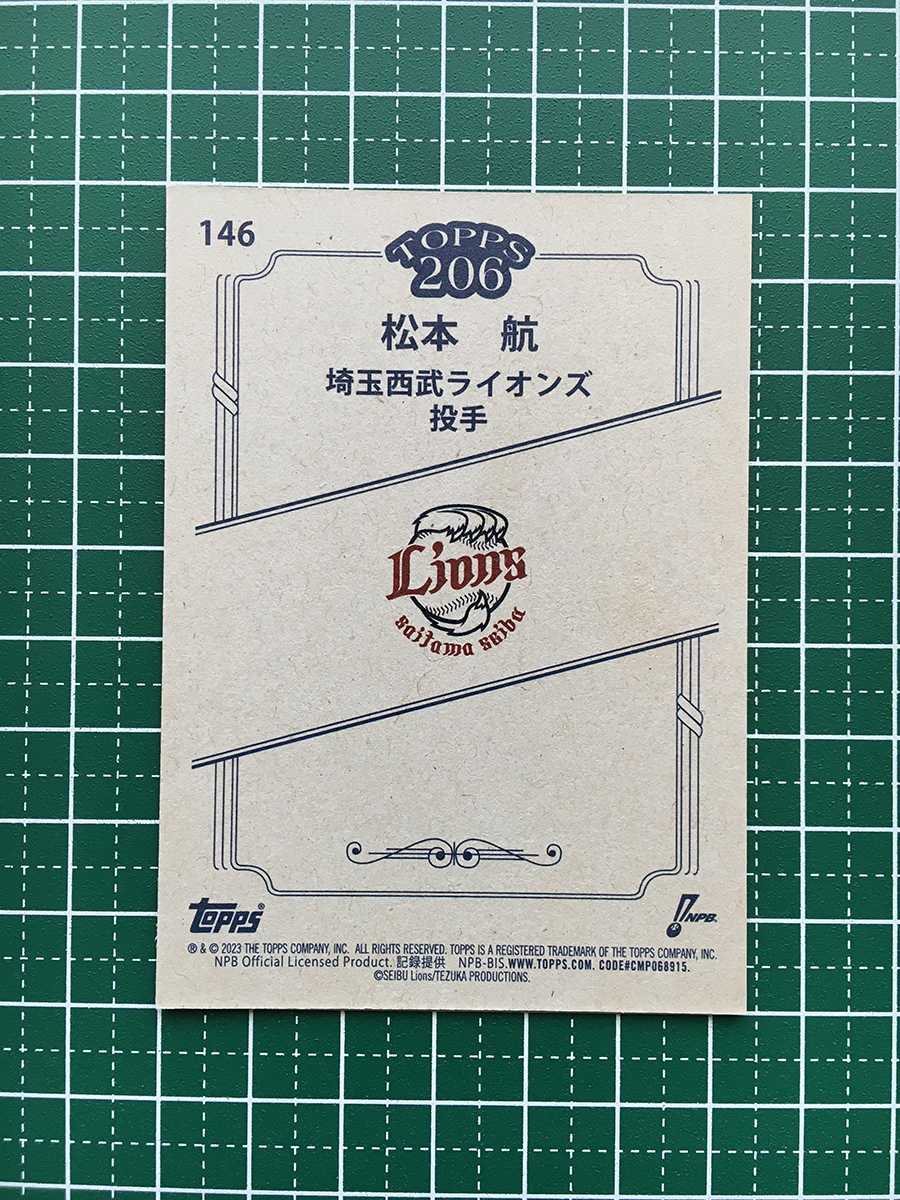 146
TOPPS
206
松本 航
埼玉西武ライオンズ
投手
Lions
saitama seibu
topps®
NPB®
® & © 2023 THE TOPPS COMPANY, INC. ALL RIGHTS RESERVED. TOPPS IS A REGISTERED TRADEMARK OF THE TOPPS COMPANY, INC.
NPB Official Licensed Product. 記録提供 NPB-BIS.WWW.TOPPS.COM. CODE#CMP068915.
©SEIBU Lions/TEZUKA PRODUCTIONS.